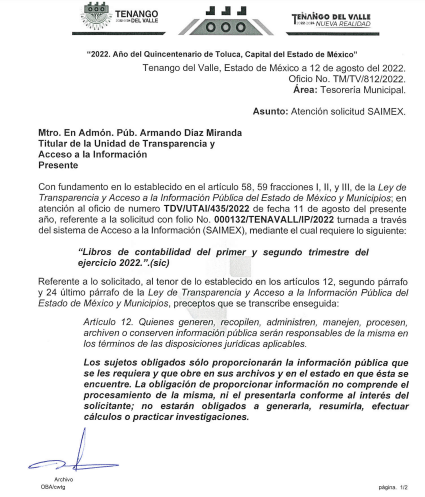 TENANGO
DEL VALLE
TENANGO DEL VALLE
NUEVA REALIDAD
“2022. Año del Quincentenario de Toluca, Capital del Estado de México”
Tenango del Valle, Estado de México a 12 de agosto del 2022.
Oficio No. TM/TV/812/2022.
Área: Tesorería Municipal.
Asunto: Atención solicitud SAIMEX.
Mtro. En Admón. Púb. Armando Díaz Miranda
Titular de la Unidad de Transparencia y
Acceso a la Información
Presente
Con fundamento en lo establecido en el artículo 58, 59 fracciones I, II, y III, de la Ley de
Transparencia y Acceso a la Información Pública del Estado de México y Municipios; en
atención al oficio de numero TDV/UTAI/435/2022 de fecha 11 de agosto del presente
año, referente a la solicitud con folio No. 000132/TENAVALL/IP/2022 turnada a través
del sistema de Acceso a la Información (SAIMEX), mediante el cual requiere lo siguiente:
“Libros de contabilidad del primer y segundo trimestre del
ejercicio 2022.”.(sic)
Referente a lo solicitado, al tenor de lo establecido en los artículos 12, segundo párrafo
y 24 último párrafo de la Ley de Transparencia y Acceso a la Información Pública del
Estado de México y Municipios, preceptos que se transcribe enseguida:
Artículo 12. Quienes generen, recopilen, administren, manejen, procesen,
archiven o conserven información pública serán responsables de la misma en
los términos de las disposiciones jurídicas aplicables.
Los sujetos obligados sólo proporcionarán la información pública que
se les requiera y que obre en sus archivos y en el estado en que ésta se
encuentre. La obligación de proporcionar información no comprende el
procesamiento de la misma, ni el presentarla conforme al interés del
solicitante; no estarán obligados a generarla, resumirla, efectuar
cálculos o practicar investigaciones.
Archivo
OBA/cwtg
página. 1/2